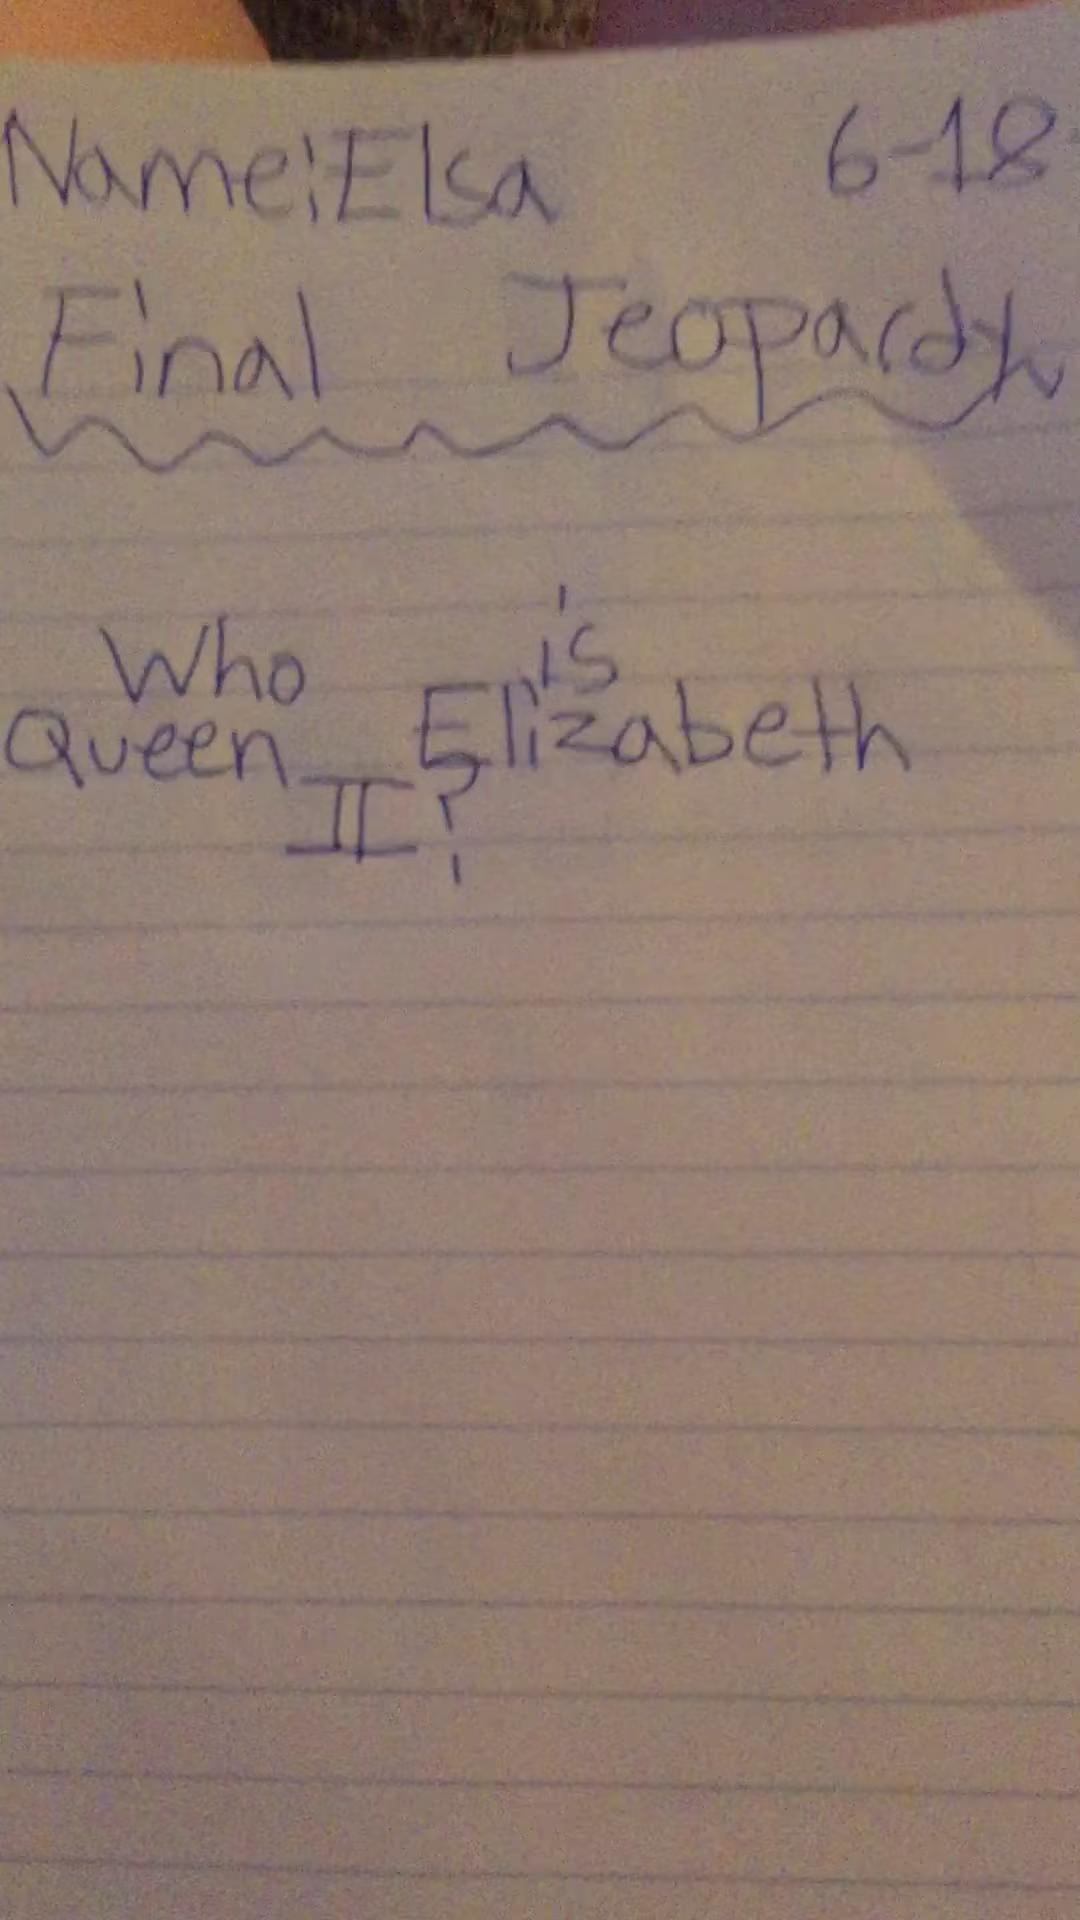 Name: Elsa 6-18
Final Jeopardy
Who is
Queen Elizabeth
II?